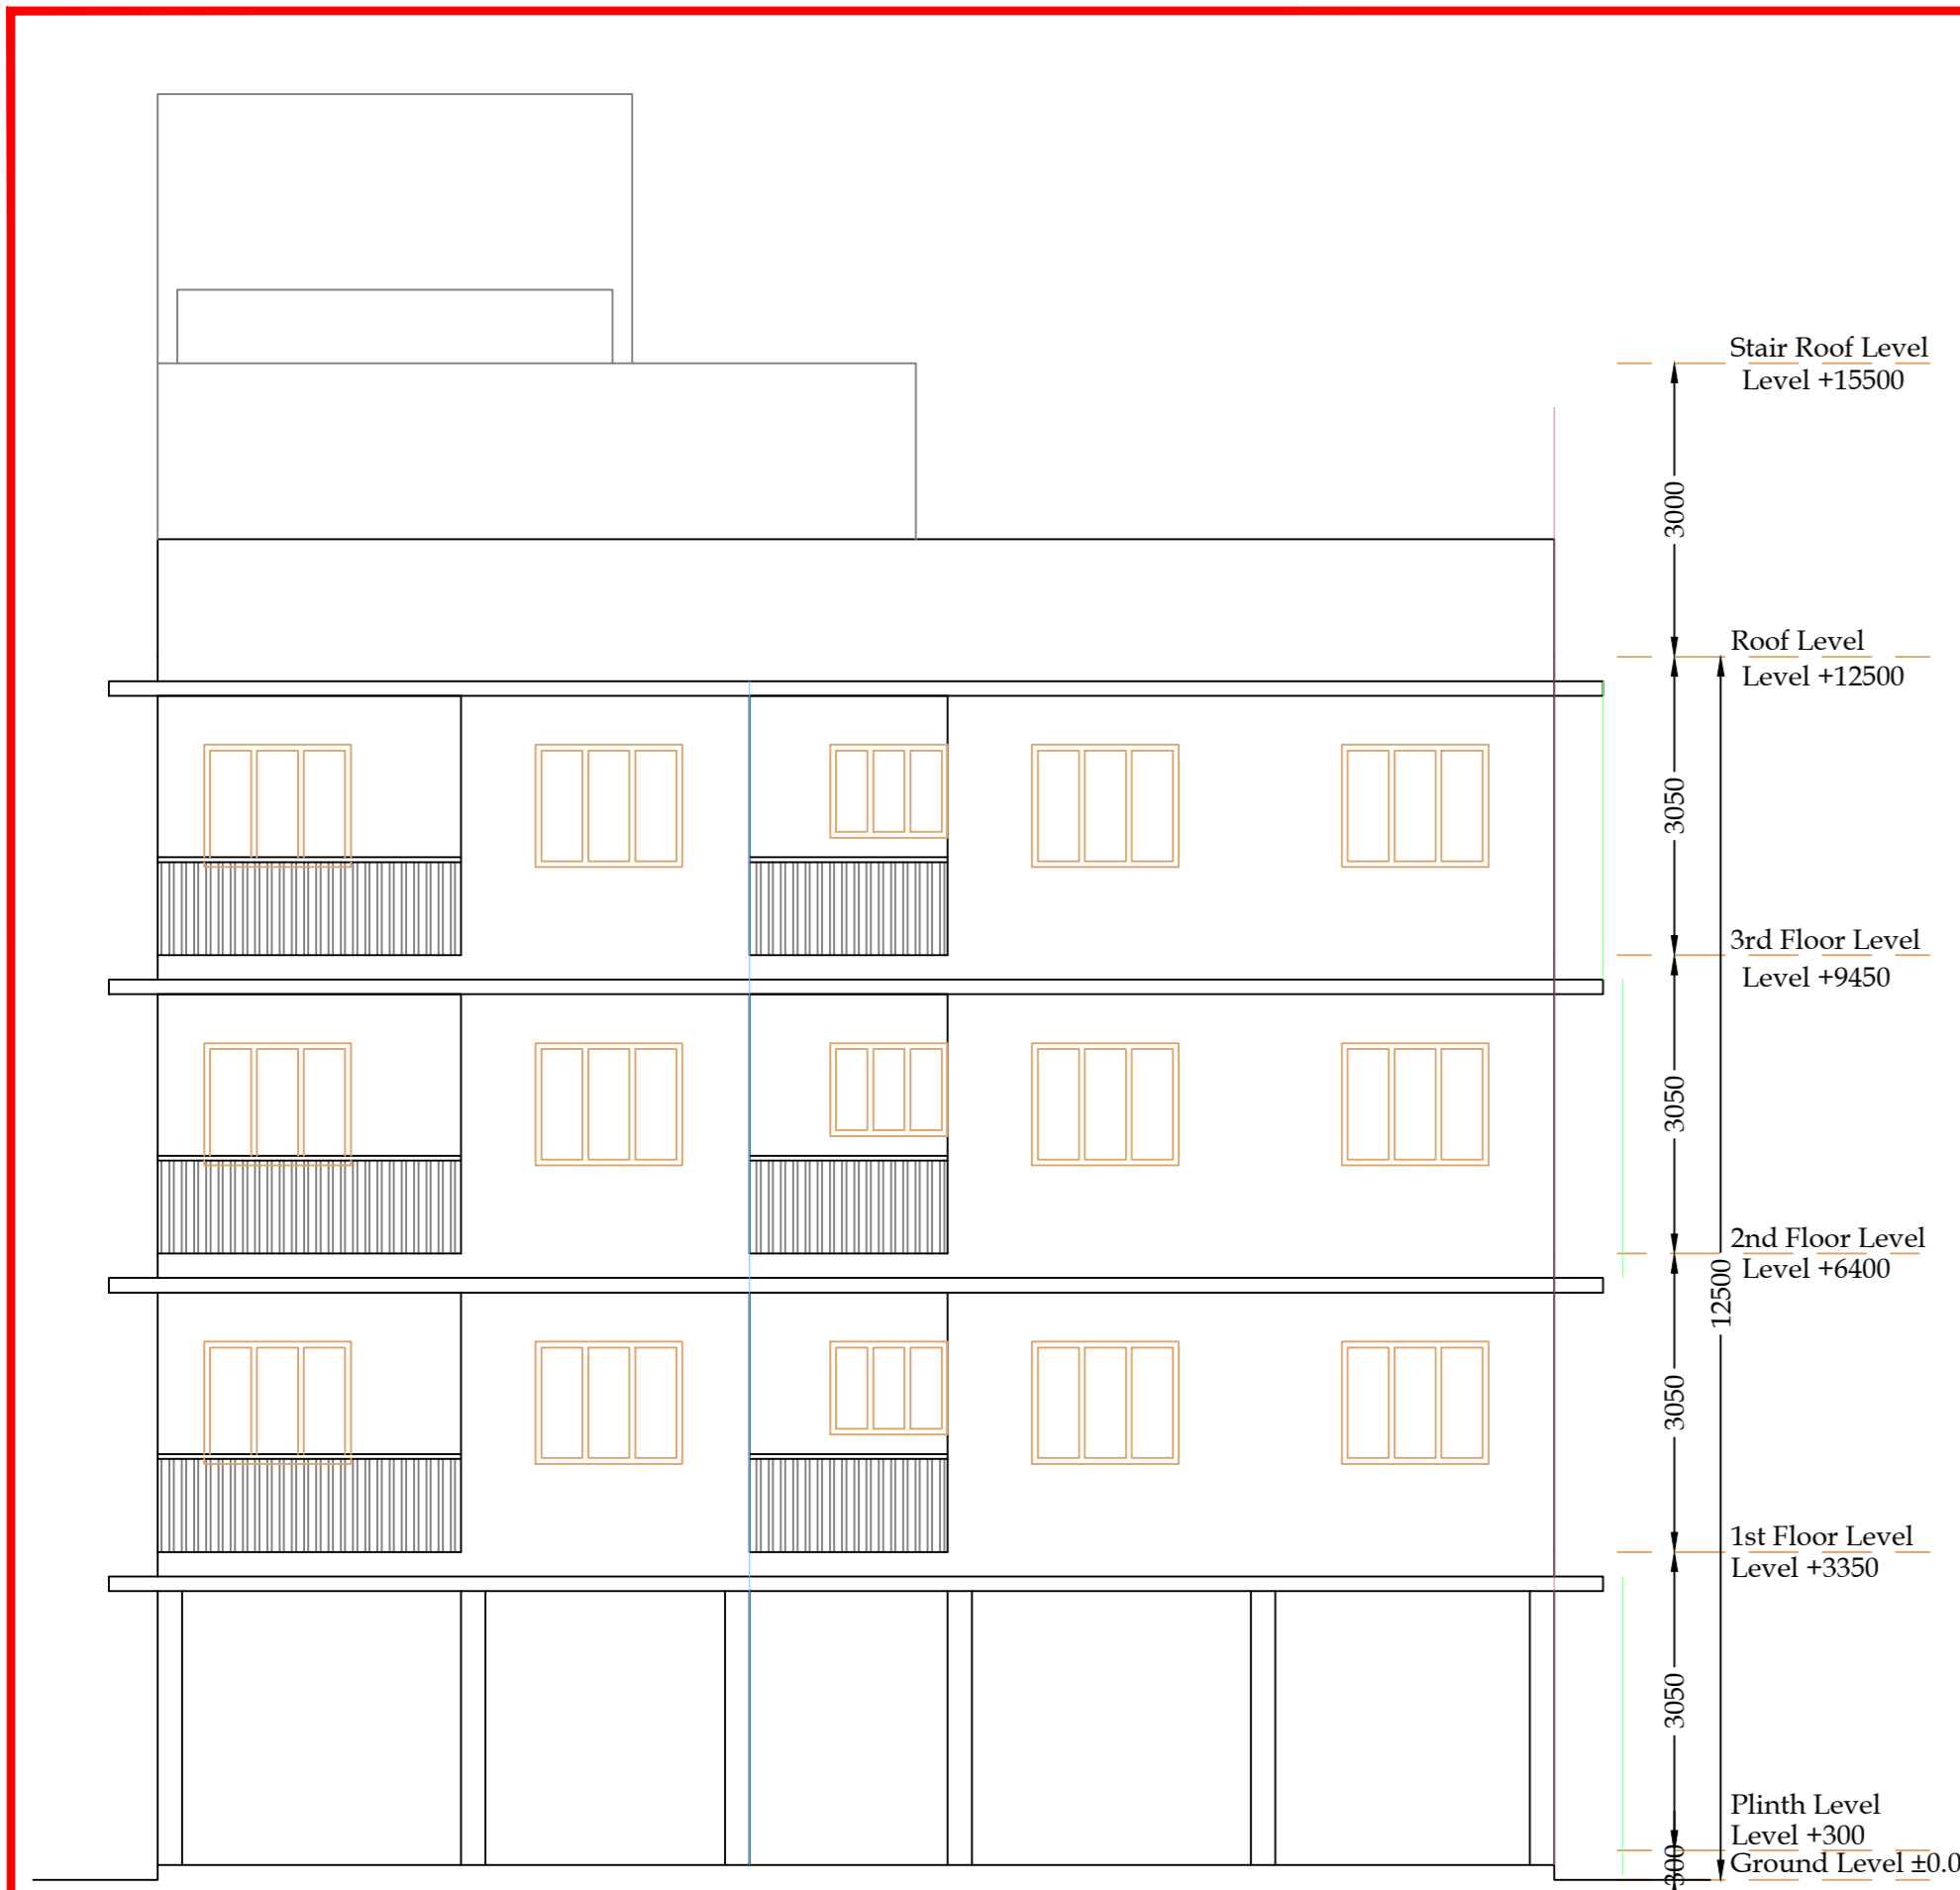 Stair Roof Level
Level +15500
3000
Roof Level
Level +12500
3050
3rd Floor Level
Level +9450
3050
2nd Floor Level
Level +6400
12500
3050
1st Floor Level
Level +3350
3050
Plinth Level
Level +300
300
Ground Level ±0.0